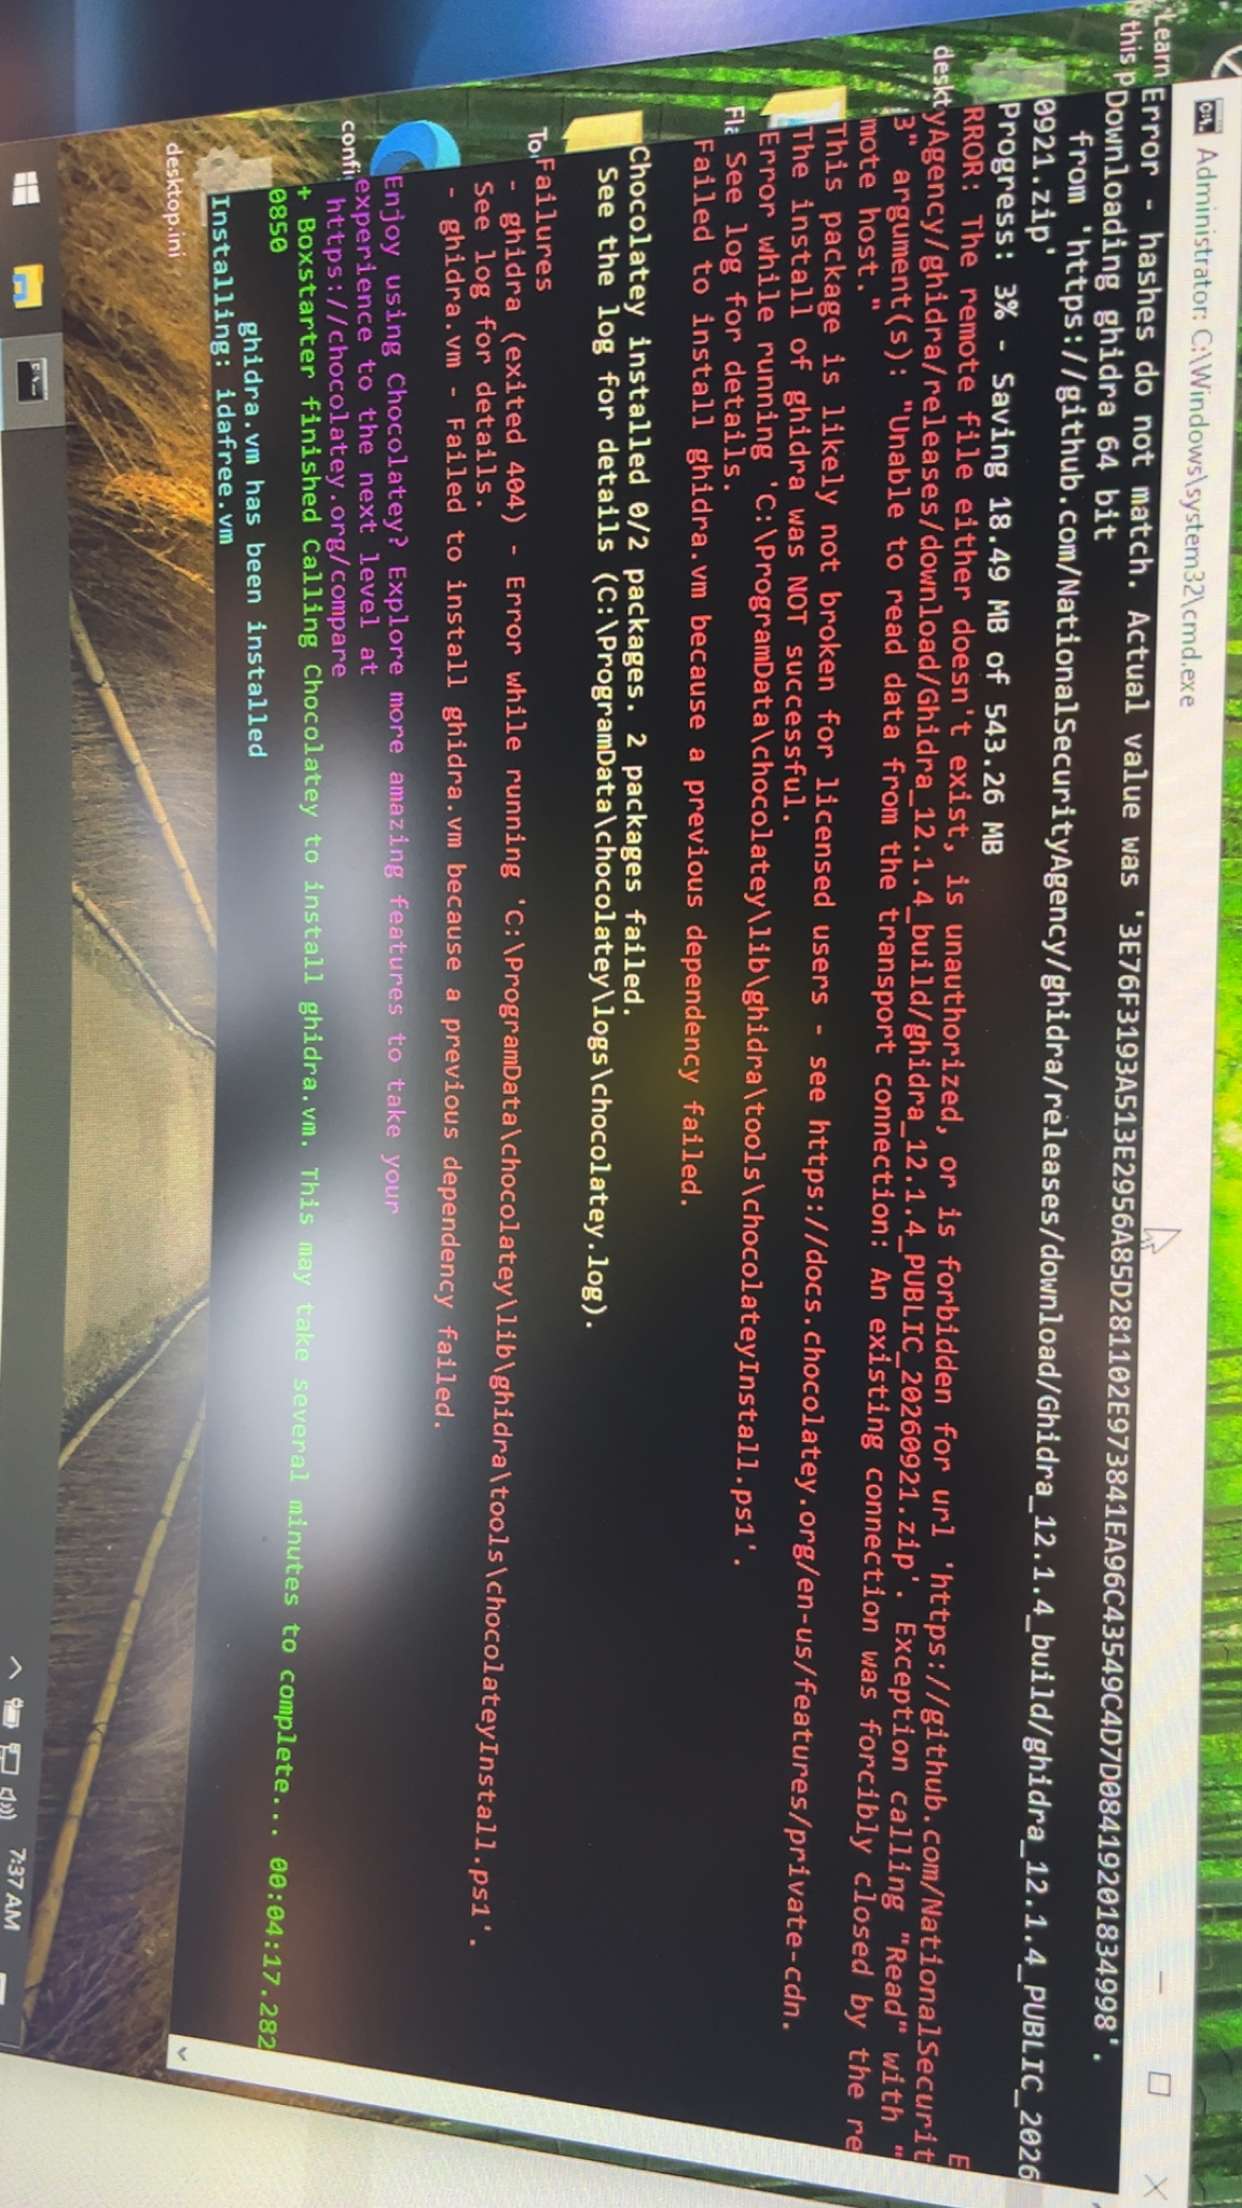 Administrator: C:\Windows\system32\cmd.exe
Learn
this p
Error - hashes do not match. Actual value was '3E76F3193A513E2956A85D281102E973841EA96C43549C4D7D08419201834998'.
Downloading ghidra 64 bit
from 'https://github.com/NationalSecurityAgency/ghidra/releases/download/Ghidra_12.1.4_build/ghidra_12.1.4_PUBLIC_2026
0921.zip'
Progress: 3% - Saving 18.49 MB of 543.26 MB
E
RROR: The remote file either doesn't exist, is unauthorized, or is forbidden for url 'https://github.com/NationalSecurit
deskt
yAgency/ghidra/releases/download/Ghidra_12.1.4_build/ghidra_12.1.4_PUBLIC_20260921.zip'. Exception calling "Read" with "
3" argument(s): "Unable to read data from the transport connection: An existing connection was forcibly closed by the re
mote host."
This package is likely not broken for licensed users - see https://docs.chocolatey.org/en-us/features/private-cdn.
The install of ghidra was NOT successful.
Error while running 'C:\ProgramData\chocolatey\lib\ghidra\tools\chocolateyInstall.ps1'.
Fla
See log for details.
Failed to install ghidra.vm because a previous dependency failed.
Chocolatey installed 0/2 packages. 2 packages failed.
See the log for details (C:\ProgramData\chocolatey\logs\chocolatey.log).
To
Failures
- ghidra (exited 404) - Error while running 'C:\ProgramData\chocolatey\lib\ghidra\tools\chocolateyInstall.ps1'.
See log for details.
- ghidra.vm - Failed to install ghidra.vm because a previous dependency failed.
Enjoy using Chocolatey? Explore more amazing features to take your
experience to the next level at
confi
https://chocolatey.org/compare
+ Boxstarter finished Calling Chocolatey to install ghidra.vm. This may take several minutes to complete... 00:04:17.282
0850
ghidra.vm has been installed
Installing: idafree.vm
desktop.ini
7:37 AM